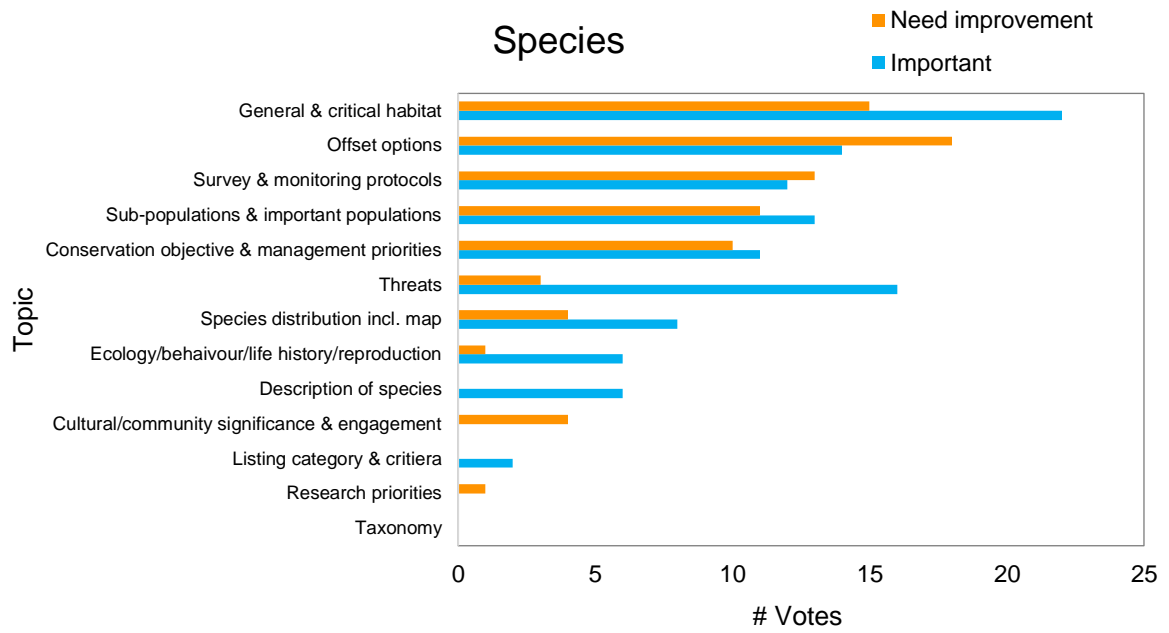 Species
Need improvement
Important
General & critical habitat
Offset options
Survey & monitoring protocols
Sub-populations & important populations
Conservation objective & management priorities
Threats
Species distribution incl. map
Ecology/behaivour/life history/reproduction
Description of species
Cultural/community significance & engagement
Listing category & critiera
Research priorities
Taxonomy
Topic
0 5 10 15 20 25
# Votes